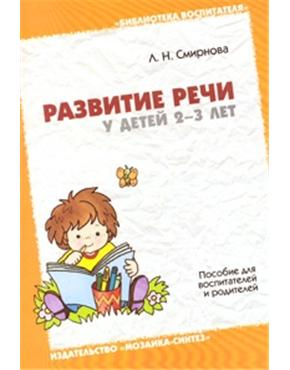 "БИБЛИОТЕКА ВОСПИТАТЕЛЯ"
Л. Н. Смирнова
РАЗВИТИЕ РЕЧИ
У ДЕТЕЙ 2–3 ЛЕТ
Пособие для
воспитателей
и родителей
ИЗДАТЕЛЬСТВО "МОЗАИКА-СИНТЕЗ"